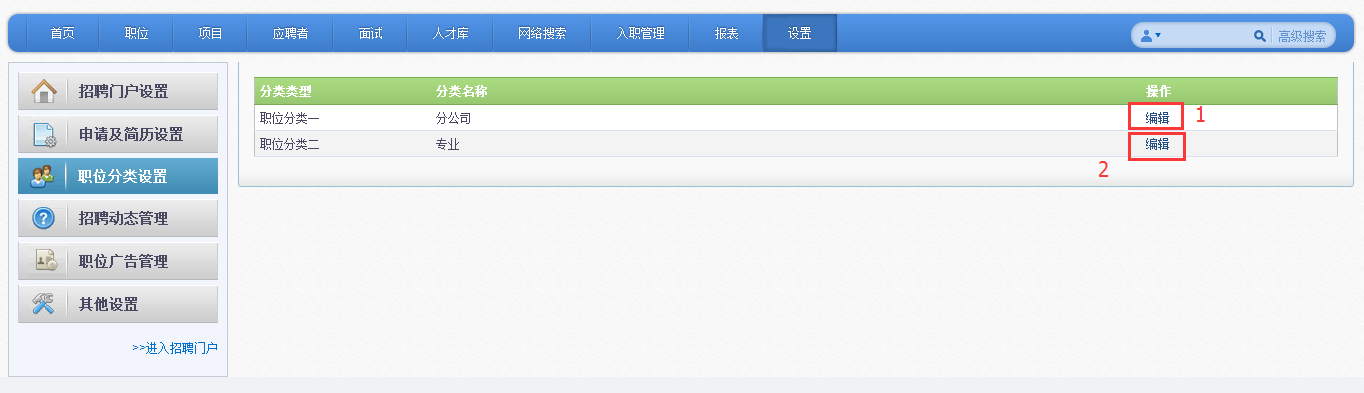 首页 职位 项目 应聘者 面试 人才库 网络搜索 入职管理 报表 设置 高级搜索
招聘门户设置
申请及简历设置
职位分类设置
招聘动态管理
职位广告管理
其他设置
>>进入招聘门户
分类类型 分类名称 操作
职位分类一 分公司 编辑 1
职位分类二 专业 编辑
2